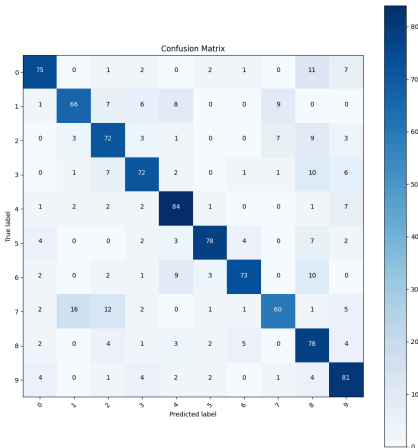 Confusion Matrix
0 75 0 1 2 0 2 1 0 11 7
1 1 66 7 6 8 0 0 9 0 0
2 0 3 72 3 1 0 0 7 9 3
3 0 1 7 72 2 0 1 1 10 6
4 1 2 2 2 84 1 0 0 1 7
5 4 0 0 2 3 78 4 0 7 2
6 2 0 2 1 9 3 73 0 10 0
7 2 16 12 2 0 1 1 60 1 5
8 2 0 4 1 3 2 5 0 78 4
9 4 0 1 4 2 2 0 1 4 81
0 1 2 3 4 5 6 7 8 9
True label
Predicted label
80
70
60
50
40
30
20
10
0